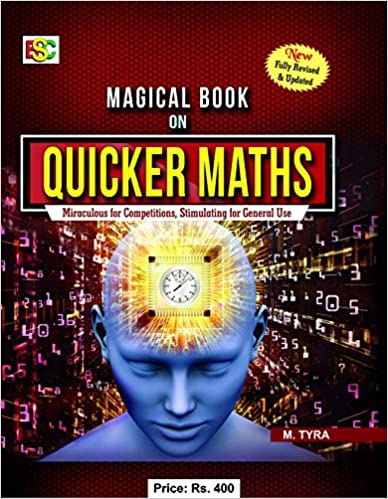 BSC
New
Fully Revised
& Updated
MAGICAL BOOK
ON
QUICKER MATHS
Miraculous for Competitions, Stimulating for General Use
M. TYRA
Price: Rs. 400